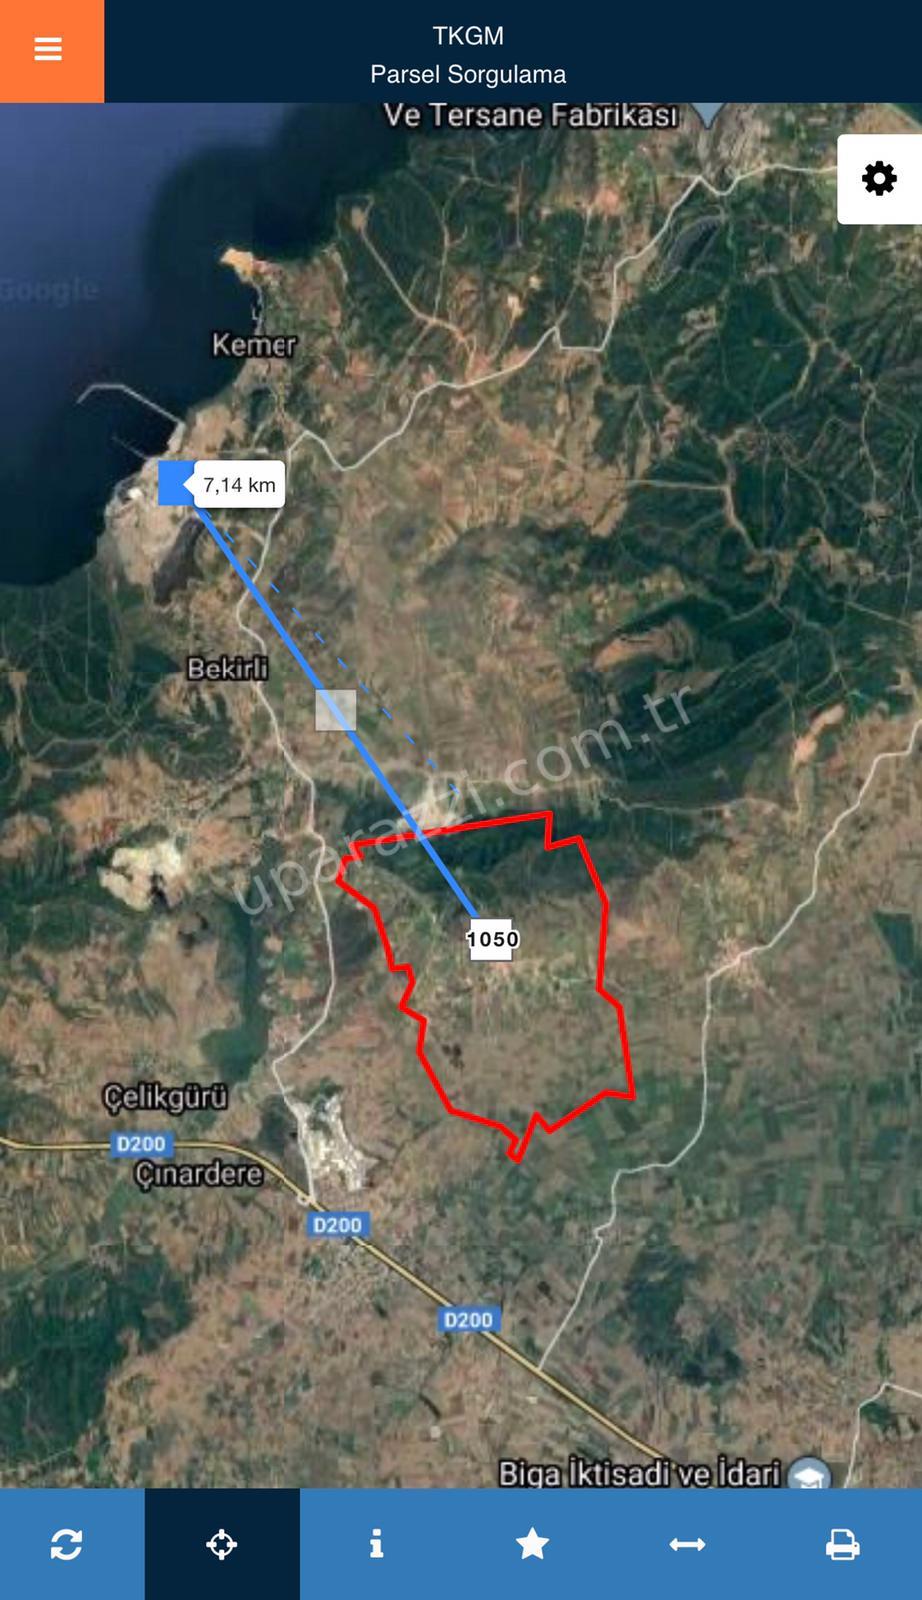 TKGM
Parsel Sorgulama
Ve Tersane Fabrikası
Google
Kemer
7,14 km
Bekirli
uparazzi.com.tr
1050
Çelikgürü
D200
Çınardere
D200
D200
Biga İktisadi ve İdari